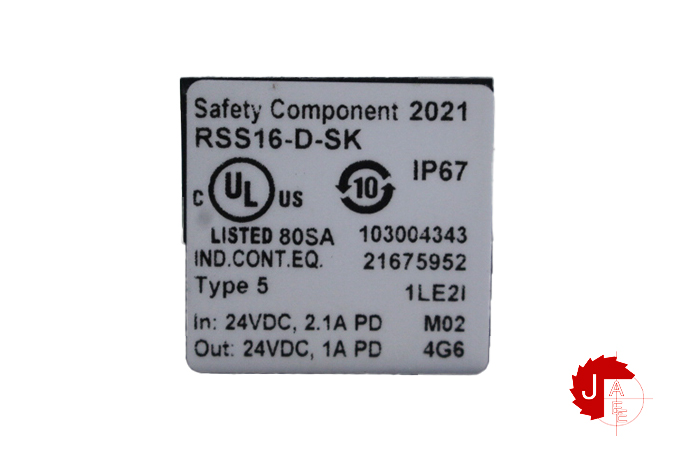 Safety Component 2021
RSS16-D-SK
IP67
C UL US
10
LISTED 80SA 103004343
IND.CONT.EQ. 21675952
Type 5 1LE2I
In: 24VDC, 2.1A PD M02
Out: 24VDC, 1A PD 4G6
J
A
E
E